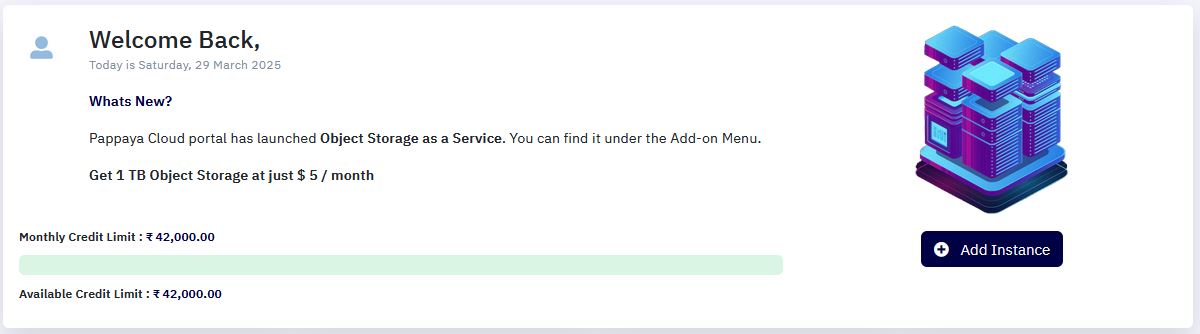 Welcome Back,
Today is Saturday, 29 March 2025
Whats New?
Pappaya Cloud portal has launched Object Storage as a Service. You can find it under the Add-on Menu.
Get 1 TB Object Storage at just $ 5 / month
Monthly Credit Limit : ₹ 42,000.00
Available Credit Limit : ₹ 42,000.00
Add Instance